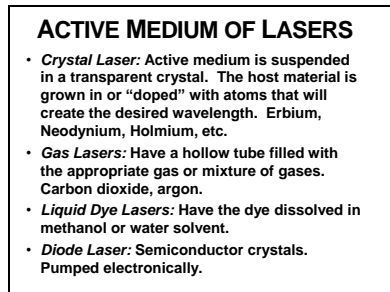 ACTIVE MEDIUM OF LASERS
• Crystal Laser: Active medium is suspended
in a transparent crystal. The host material is
grown in or “doped” with atoms that will
create the desired wavelength. Erbium,
Neodynium, Holmium, etc.
• Gas Lasers: Have a hollow tube filled with
the appropriate gas or mixture of gases.
Carbon dioxide, argon.
• Liquid Dye Lasers: Have the dye dissolved in
methanol or water solvent.
• Diode Laser: Semiconductor crystals.
Pumped electronically.